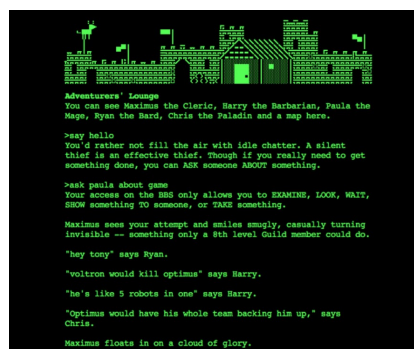 Adventurers' Lounge
You can see Maximus the Cleric, Harry the Barbarian, Paula the
Mage, Ryan the Bard, Chris the Paladin and a map here.
>say hello
You'd rather not fill the air with idle chatter. A silent
thief is an effective thief. Though if you really need to get
something done, you can ASK someone ABOUT something.
>ask paula about game
Your access on the BBS only allows you to EXAMINE, LOOK, WAIT,
SHOW something TO someone, or TAKE something.
Maximus sees your attempt and smiles smugly, casually turning
invisible -- something only a 8th level Guild member could do.
"hey tony" says Ryan.
"voltron would kill optimus" says Harry.
"he's like 5 robots in one" says Harry.
"Optimus would have his whole team backing him up," says
Chris.
Maximus floats in on a cloud of glory.